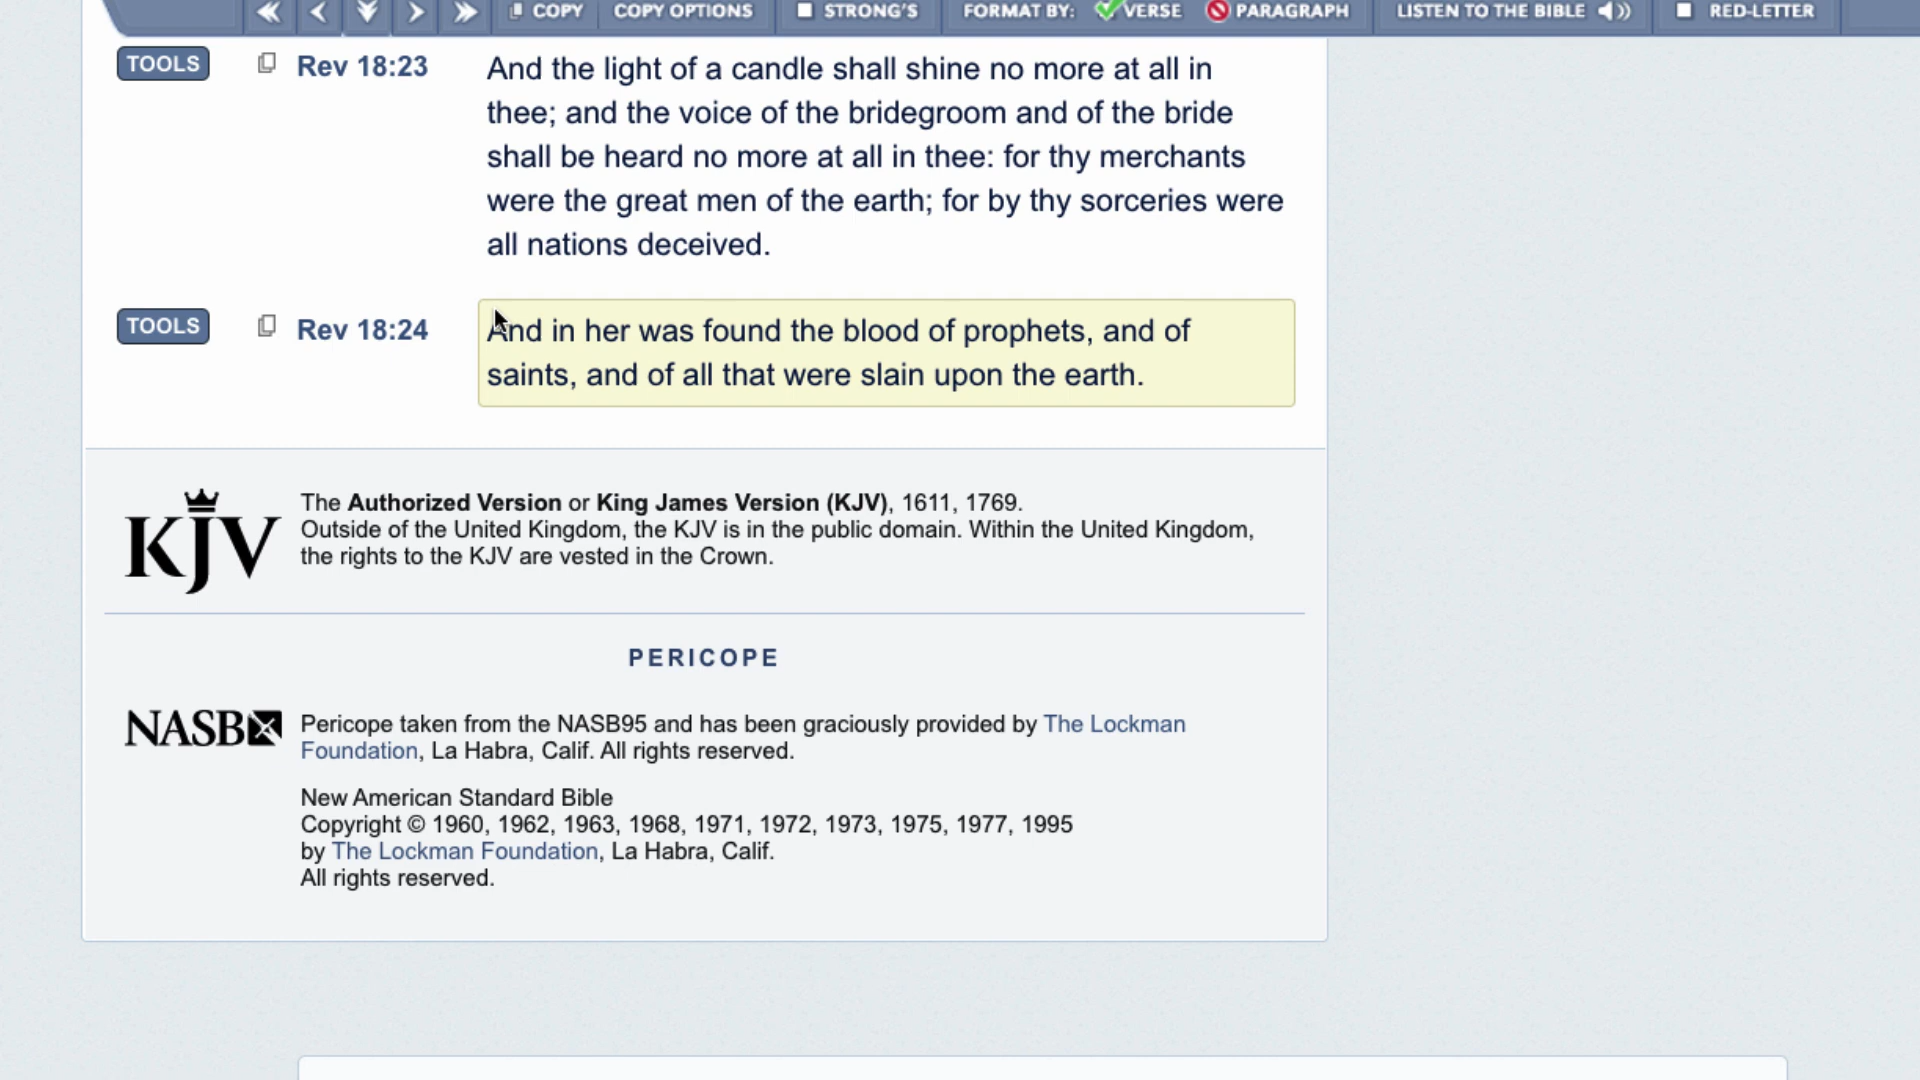 COPY COPY OPTIONS STRONG'S FORMAT BY: VERSE PARAGRAPH LISTEN TO THE BIBLE RED-LETTER
TOOLS Rev 18:23 And the light of a candle shall shine no more at all in
thee; and the voice of the bridegroom and of the bride
shall be heard no more at all in thee: for thy merchants
were the great men of the earth; for by thy sorceries were
all nations deceived.
TOOLS Rev 18:24 And in her was found the blood of prophets, and of
saints, and of all that were slain upon the earth.
KJV
The Authorized Version or King James Version (KJV), 1611, 1769.
Outside of the United Kingdom, the KJV is in the public domain. Within the United Kingdom,
the rights to the KJV are vested in the Crown.
PERICOPE
NASB
Pericope taken from the NASB95 and has been graciously provided by The Lockman
Foundation, La Habra, Calif. All rights reserved.
New American Standard Bible
Copyright © 1960, 1962, 1963, 1968, 1971, 1972, 1973, 1975, 1977, 1995
by The Lockman Foundation, La Habra, Calif.
All rights reserved.